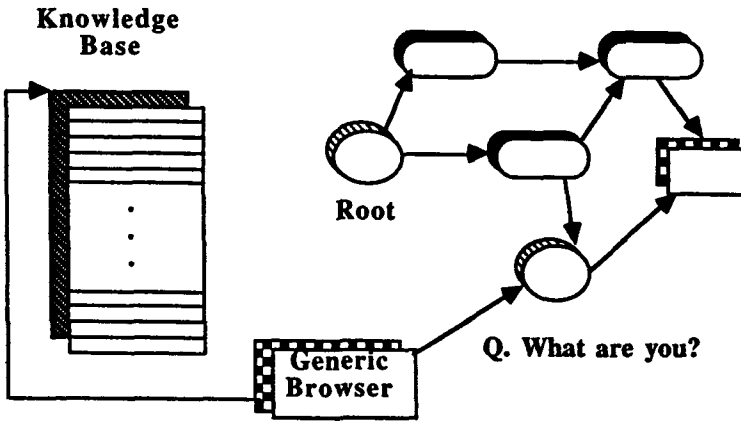 Knowledge
Base
Root
Q. What are you?
Generic
Browser